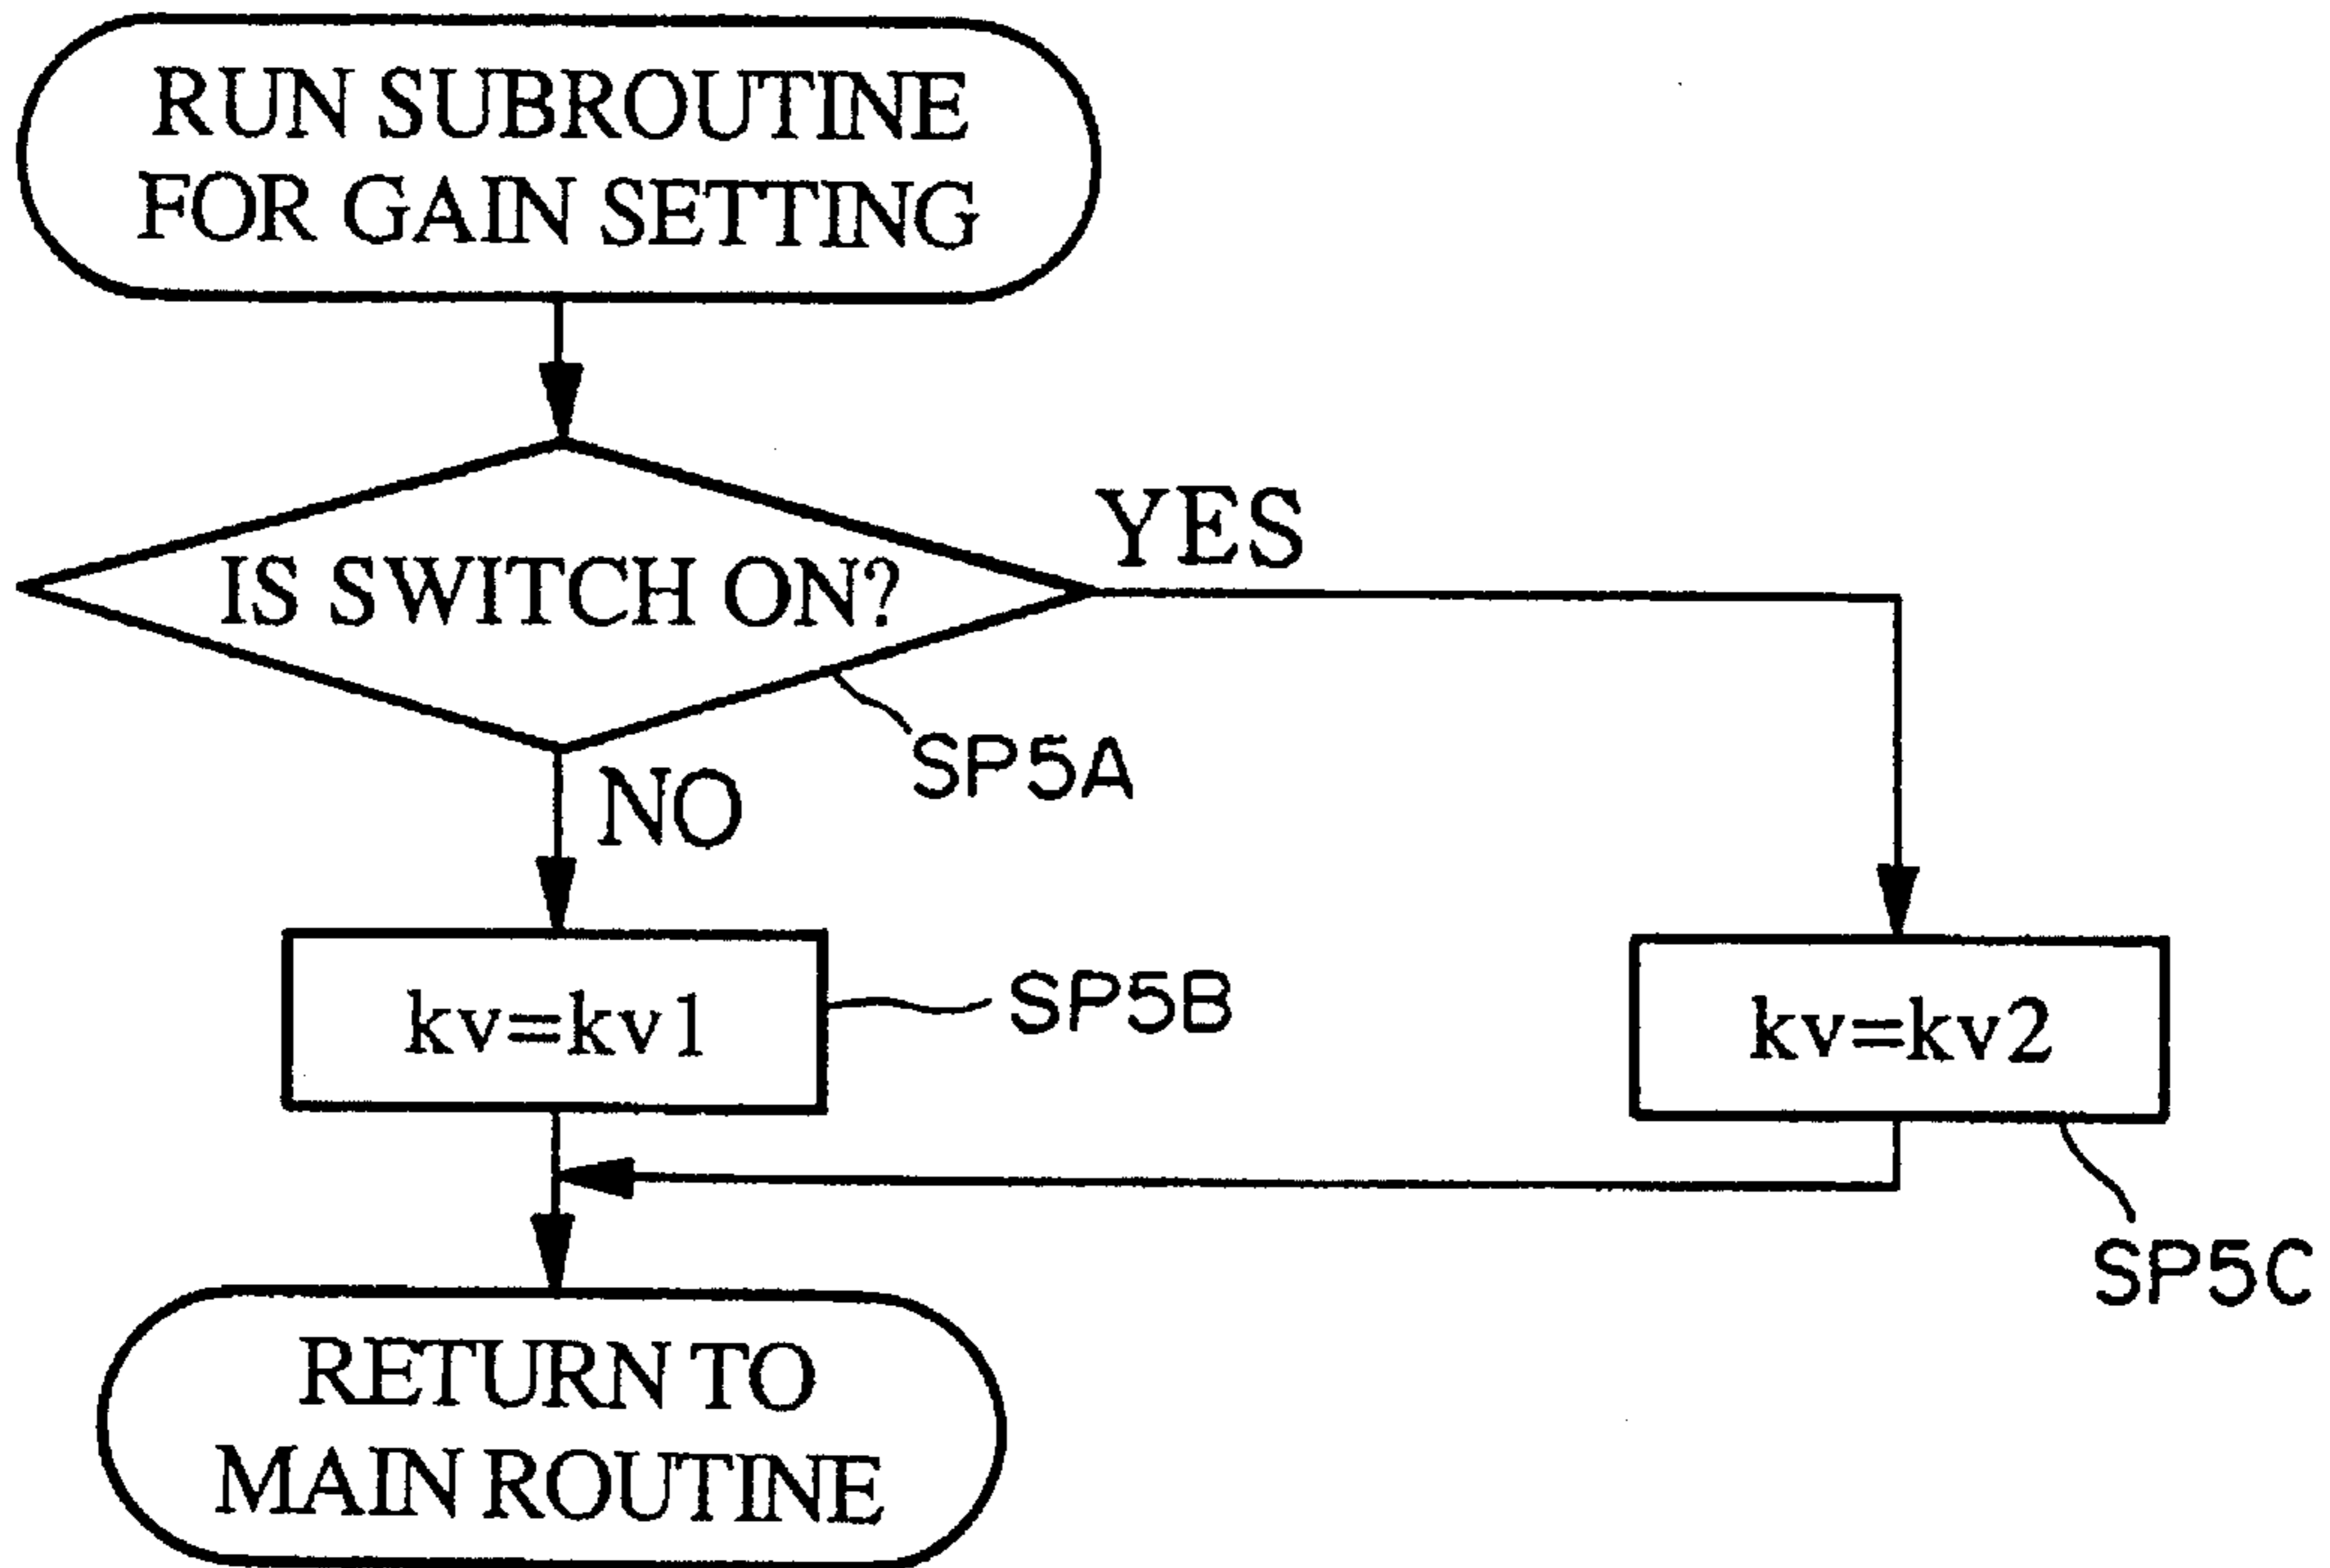 RUN SUBROUTINE
FOR GAIN SETTING
IS SWITCH ON?
YES
SP5A
NO
kv=kv1
SP5B
kv=kv2
SP5C
RETURN TO
MAIN ROUTINE